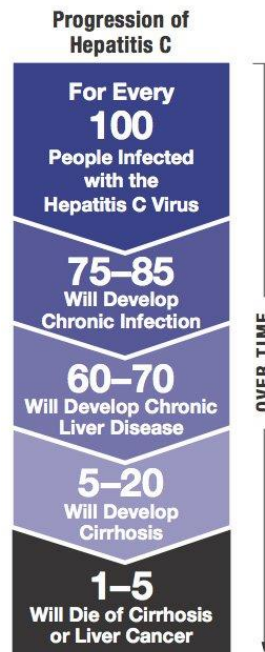 Progression of
Hepatitis C
For Every
100
People Infected
with the
Hepatitis C Virus
75–85
Will Develop
Chronic Infection
60–70
Will Develop Chronic
Liver Disease
5–20
Will Develop
Cirrhosis
1–5
Will Die of Cirrhosis
or Liver Cancer
OVER TIME